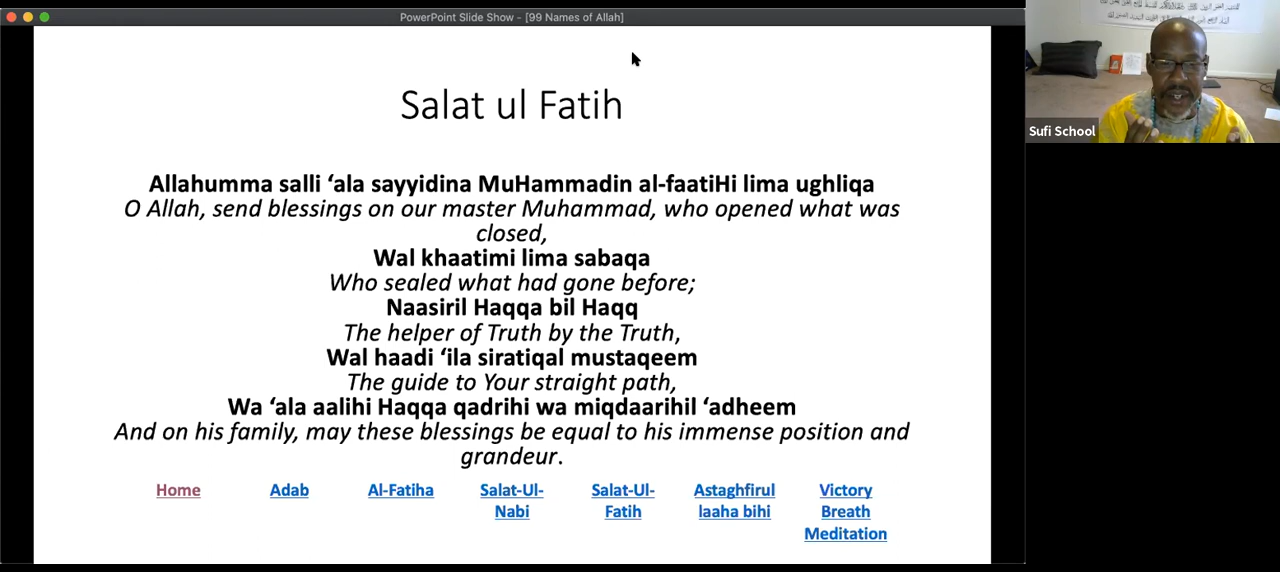 PowerPoint Slide Show - [99 Names of Allah]
Salat ul Fatih
Allahumma salli ‘ala sayyidina MuHammadin al-faatiHi lima ughliqa
O Allah, send blessings on our master Muhammad, who opened what was
closed,
Wal khaatimi lima sabaqa
Who sealed what had gone before;
Naasiril Haqqa bil Haqq
The helper of Truth by the Truth,
Wal haadi ‘ila siratiqal mustaqeem
The guide to Your straight path,
Wa ‘ala aalihi Haqqa qadrihi wa miqdaarihil ‘adheem
And on his family, may these blessings be equal to his immense position and
grandeur.
Home Adab Al-Fatiha Salat-Ul- Salat-Ul- Astaghfirul Victory
Nabi Fatih laaha bihi Breath
Meditation
Sufi School